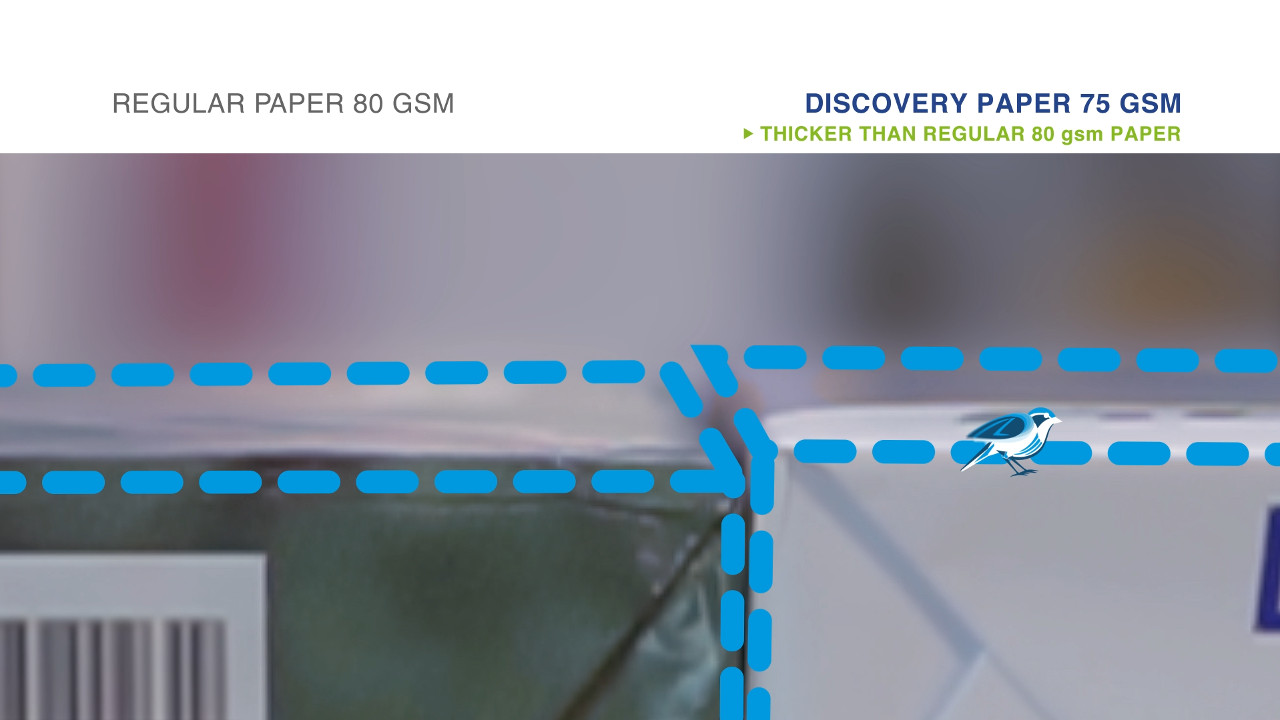 REGULAR PAPER 80 GSM
DISCOVERY PAPER 75 GSM
THICKER THAN REGULAR 80 gsm PAPER